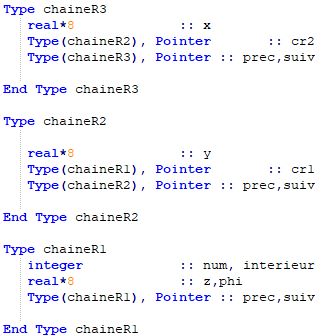 Type chaineR3
real*8 :: x
Type(chaineR2), Pointer :: cr2
Type(chaineR3), Pointer :: prec,suiv
End Type chaineR3
Type chaineR2
real*8 :: y
Type(chaineR1), Pointer :: cr1
Type(chaineR2), Pointer :: prec,suiv
End Type chaineR2
Type chaineR1
integer :: num, interieur
real*8 :: z,phi
Type(chaineR1), Pointer :: prec,suiv
End Type chaineR1